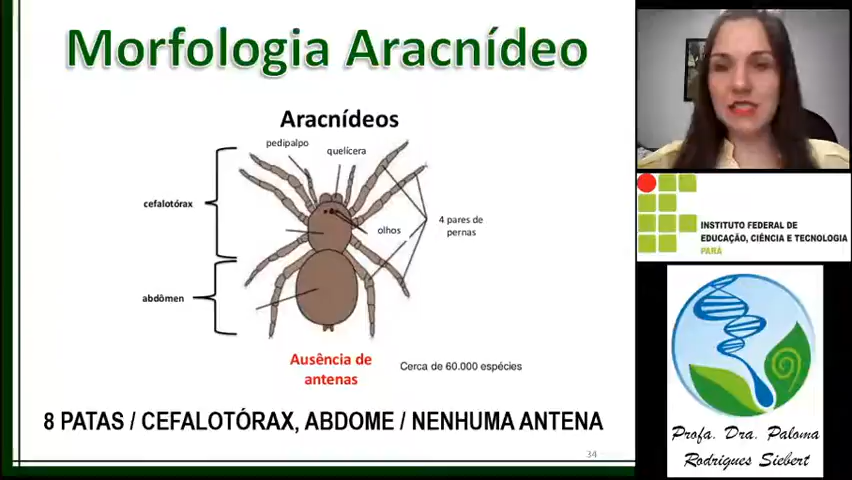 Morfologia Aracnídeo
Aracnídeos
pedipalpo
quelícera
cefalotórax
olhos
4 pares de
pernas
abdômen
Ausência de
antenas
Cerca de 60.000 espécies
8 PATAS / CEFALOTÓRAX, ABDOME / NENHUMA ANTENA
34
INSTITUTO FEDERAL DE
EDUCAÇÃO, CIÊNCIA E TECNOLOGIA
PARÁ
Profa. Dra. Paloma
Rodrigues Siebert